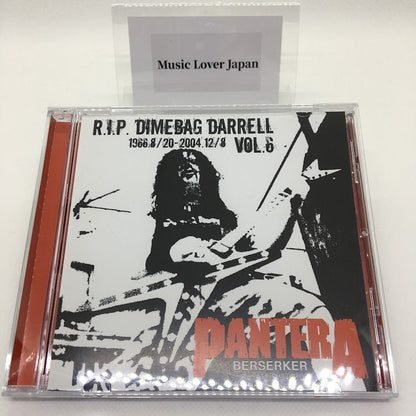 Music Lover Japan
R.I.P. DIMEBAG DARRELL
1966.8/20-2004.12/8 VOL.6
PANTERA
BERSERKER